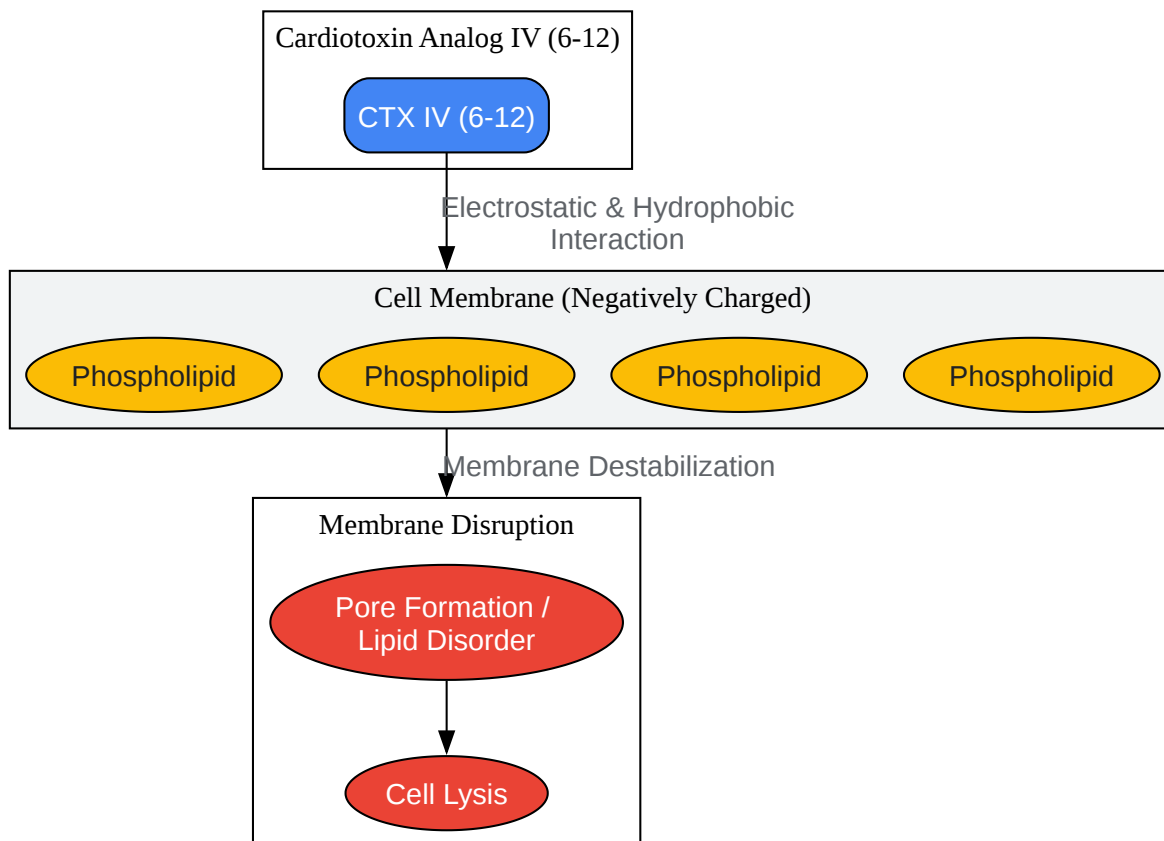 Cardiotoxin Analog IV (6-12)
CTX IV (6-12)
Electrostatic & Hydrophobic
Interaction
Cell Membrane (Negatively Charged)
Phospholipid Phospholipid Phospholipid Phospholipid
Membrane Destabilization
Membrane Disruption
Pore Formation /
Lipid Disorder
Cell Lysis